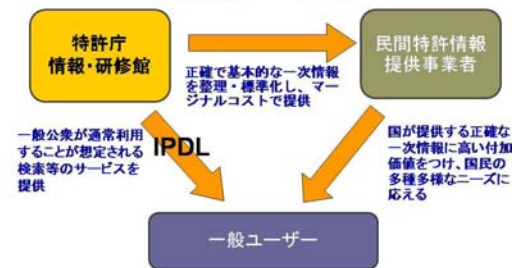 特許庁
情報・研修館
民間特許情報
提供事業者
正確で基本的な一次情報
を整理・標準化し、マー
ジナルコストで提供
一般公衆が通常利用
することが想定される
検索等のサービスを
提供
IPDL
国が提供する正確な
一次情報に高い付加
価値をつけ、国民の
多種多様なニーズに
応える
一般ユーザー